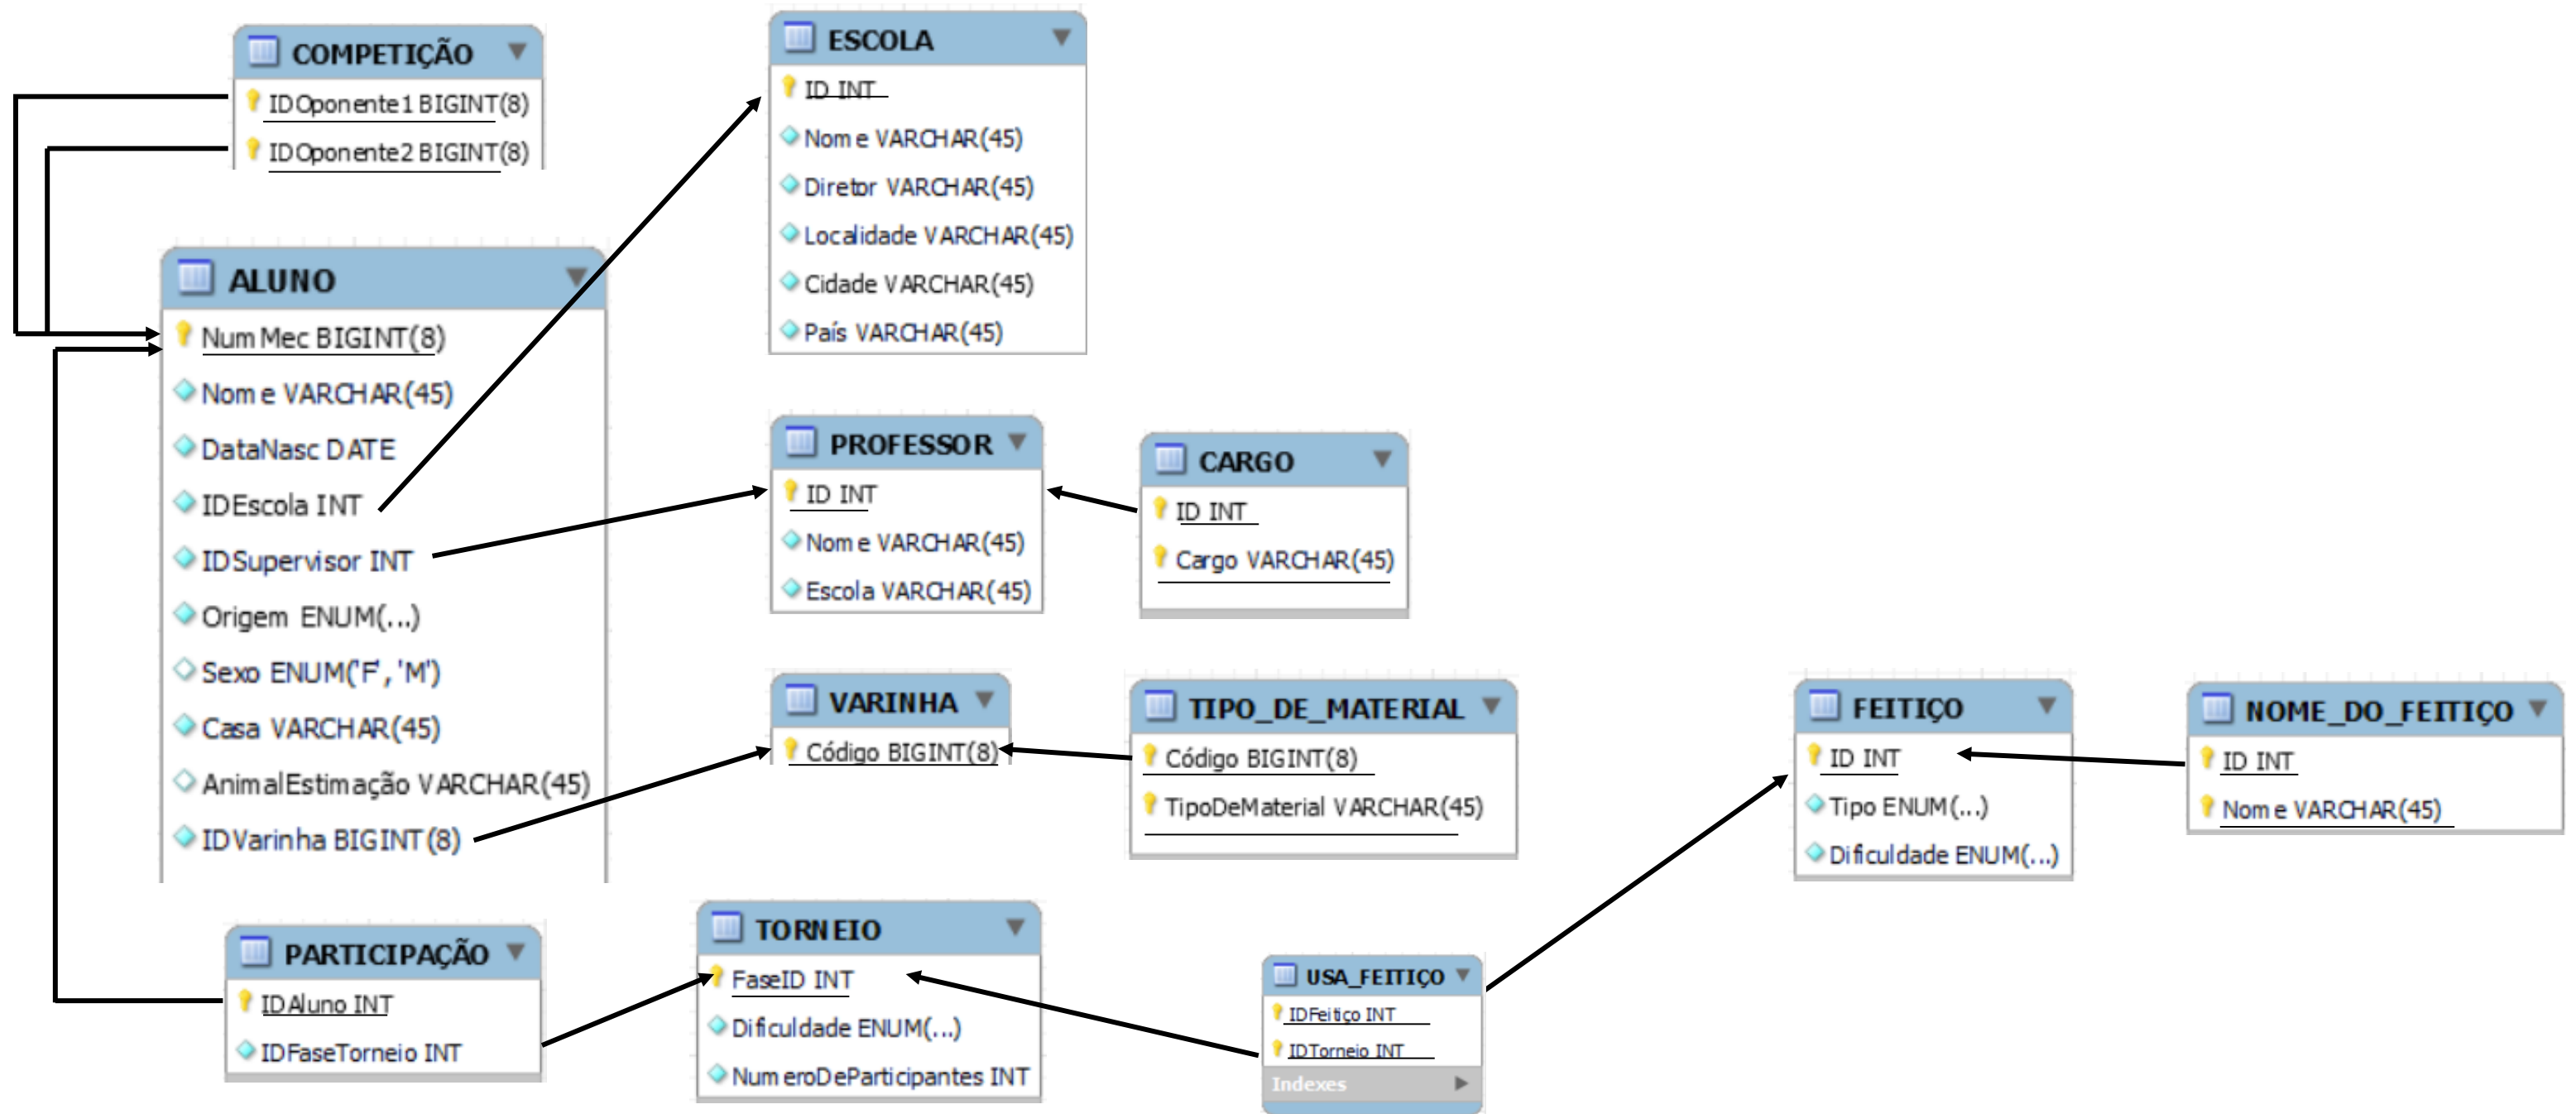 COMPETIÇÃO
IDOponente1 BIGINT(8)
IDOponente2 BIGINT(8)
ESCOLA
ID INT
Nome VARCHAR(45)
Diretor VARCHAR(45)
Localidade VARCHAR(45)
Cidade VARCHAR(45)
País VARCHAR(45)
ALUNO
NumMec BIGINT(8)
Nome VARCHAR(45)
DataNasc DATE
IDEscola INT
IDSupervisor INT
Origem ENUM(...)
Sexo ENUM('F', 'M')
Casa VARCHAR(45)
AnimalEstimação VARCHAR(45)
IDVarinha BIGINT(8)
PROFESSOR
ID INT
Nome VARCHAR(45)
Escola VARCHAR(45)
CARGO
ID INT
Cargo VARCHAR(45)
VARINHA
Código BIGINT(8)
TIPO_DE_MATERIAL
Código BIGINT(8)
TipoDeMaterial VARCHAR(45)
FEITIÇO
ID INT
Tipo ENUM(...)
Dificuldade ENUM(...)
NOME_DO_FEITIÇO
ID INT
Nome VARCHAR(45)
PARTICIPAÇÃO
IDAluno INT
IDFaseTorneio INT
TORNEIO
FaseID INT
Dificuldade ENUM(...)
NumeroDeParticipantes INT
USA_FEITIÇO
IDFeitiço INT
IDTorneio INT
Indexes